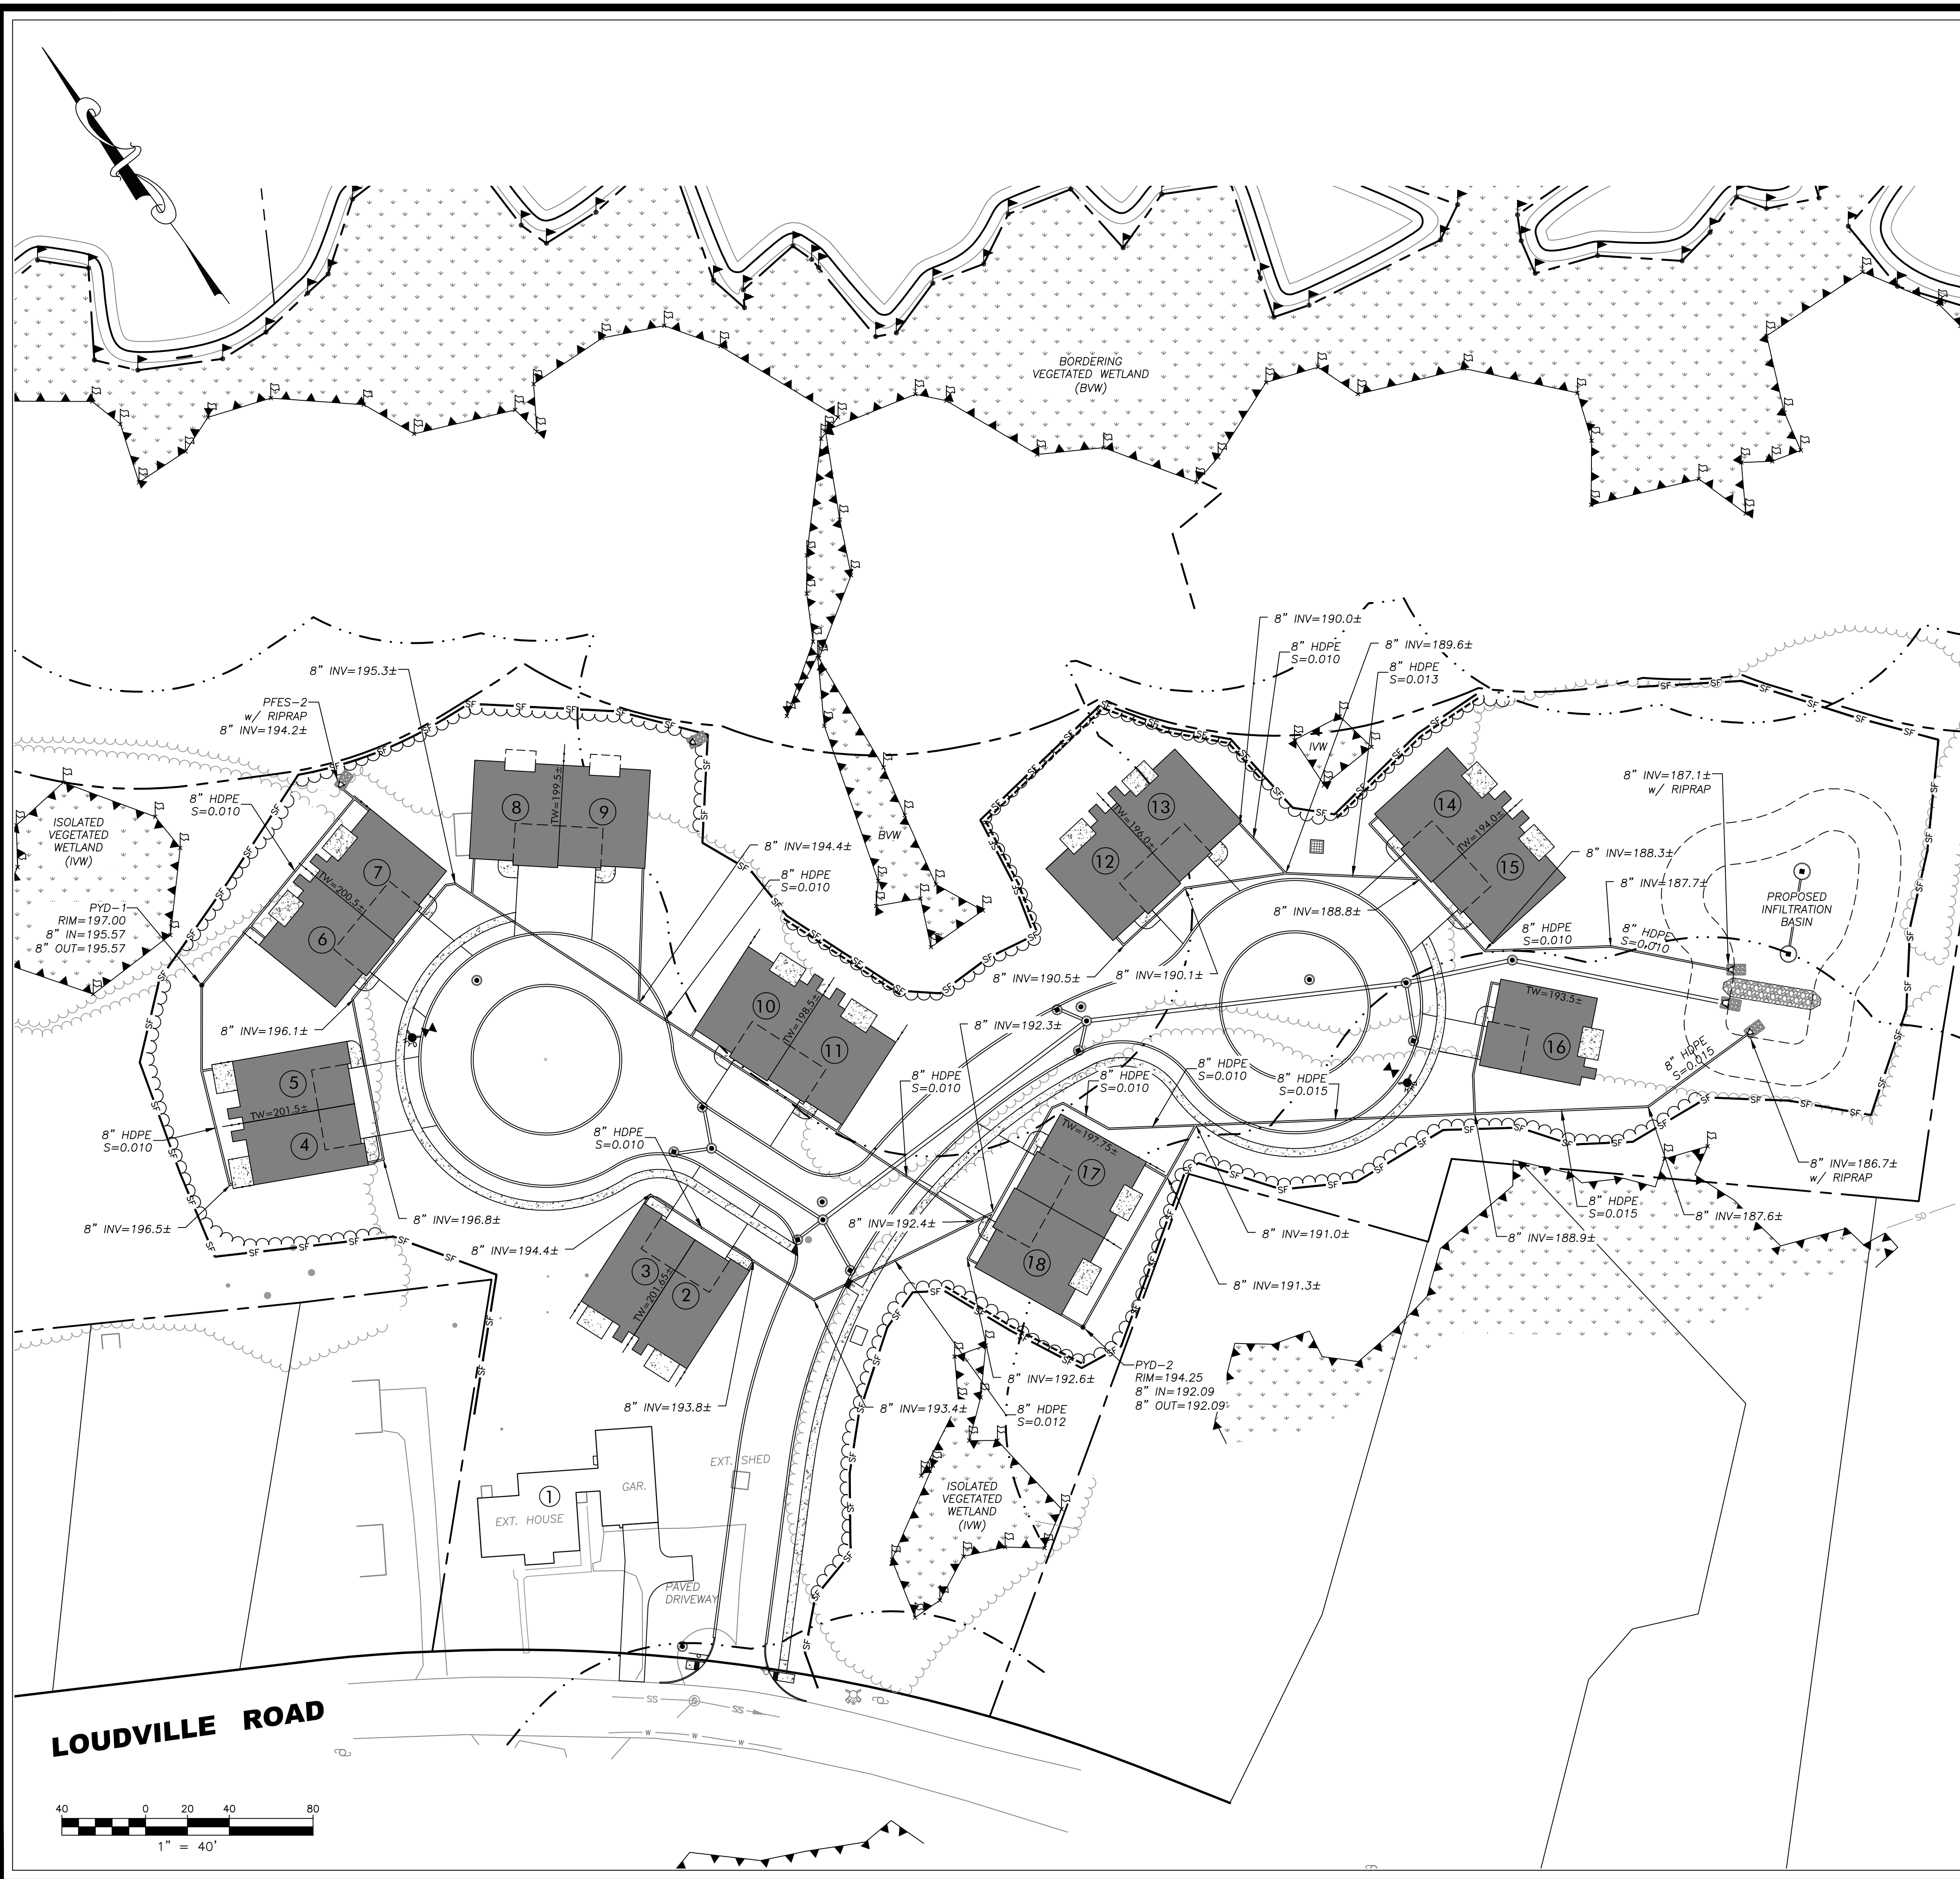 BORDERING
VEGETATED WETLAND
(BVW)
8" INV=190.0±
8" HDPE
S=0.010
8" INV=189.6±
8" HDPE
S=0.013
8" INV=195.3±
PFES-2
w/ RIPRAP
8" INV=194.2±
IVW
8" HDPE
S=0.010
8" INV=187.1±
w/ RIPRAP
ISOLATED
VEGETATED
WETLAND
(IVW)
8
TW=199.5±
9
13
TW=196.0±
12
14
TW=194.0±
15
BVW
8" INV=194.4±
8" HDPE
S=0.010
8" INV=188.3±
8" INV=187.7±
7
TW=200.5±
6
PROPOSED
INFILTRATION
BASIN
PYD-1
RIM=197.00
8" IN=195.57
8" OUT=195.57
8" INV=188.8±
8" HDPE
S=0.010
8" HDPE
S=0.010
8" INV=190.5±
8" INV=190.1±
10
TW=198.5±
11
TW=193.5±
16
8" INV=196.1±
8" INV=192.3±
8" HDPE
S=0.015
5
TW=201.5±
4
8" HDPE
S=0.010
8" HDPE
S=0.010
8" HDPE
S=0.010
8" HDPE
S=0.015
8" HDPE
S=0.010
8" HDPE
S=0.010
TW=197.75±
17
18
8" INV=186.7±
w/ RIPRAP
8" INV=196.5±
8" INV=196.8±
8" INV=194.4±
8" INV=192.4±
8" INV=191.0±
8" HDPE
S=0.015
8" INV=187.6±
8" INV=188.9±
SD
3
TW=201.65±
2
8" INV=191.3±
8" INV=193.8±
8" INV=193.4±
8" INV=192.6±
8" HDPE
S=0.012
PYD-2
RIM=194.25
8" IN=192.09
8" OUT=192.09
EXT. SHED
GAR.
1
EXT. HOUSE
ISOLATED
VEGETATED
WETLAND
(IVW)
PAVED
DRIVEWAY
SF SF SF SF SF SF SF SF
SS S SS
W W W
LOUDVILLE ROAD
40 0 20 40 80
1" = 40'